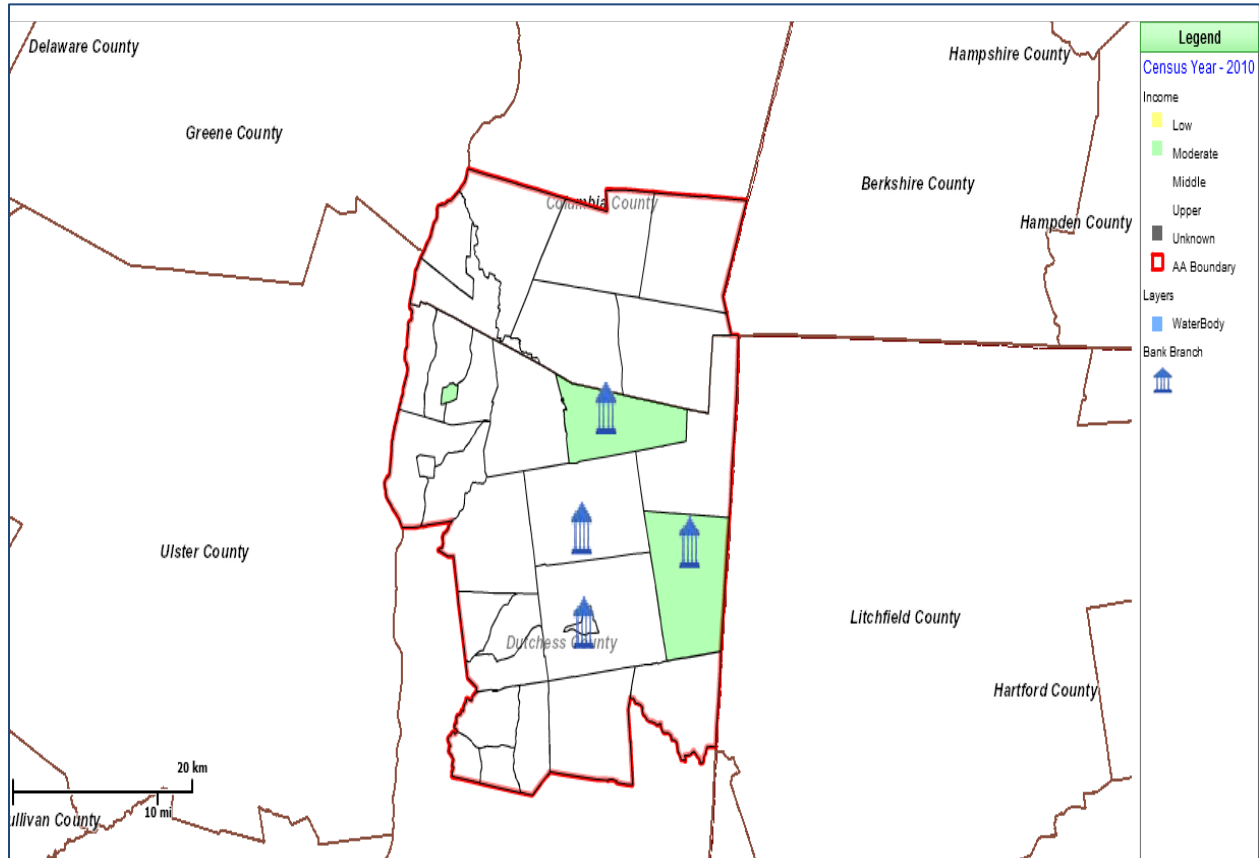 Delaware County
Hampshire County
Greene County
Berkshire County
Columbia County
Hampden County
Ulster County
Litchfield County
Dutchess County
Hartford County
20 km
10 mi
ullivan County
Legend
Census Year - 2010
Income
Low
Moderate
Middle
Upper
Unknown
AA Boundary
Layers
WaterBody
Bank Branch